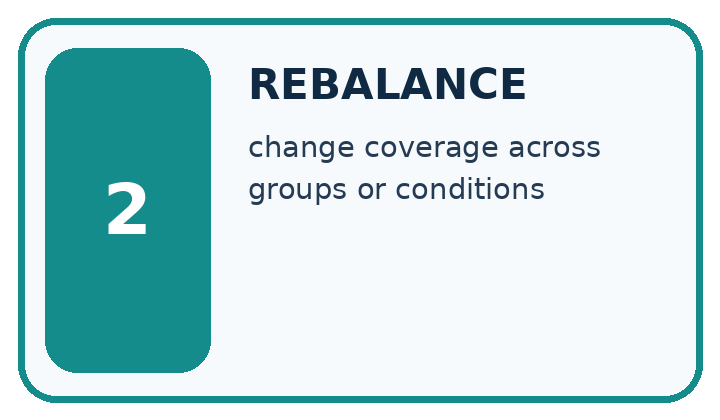 2
REBALANCE
change coverage across
groups or conditions